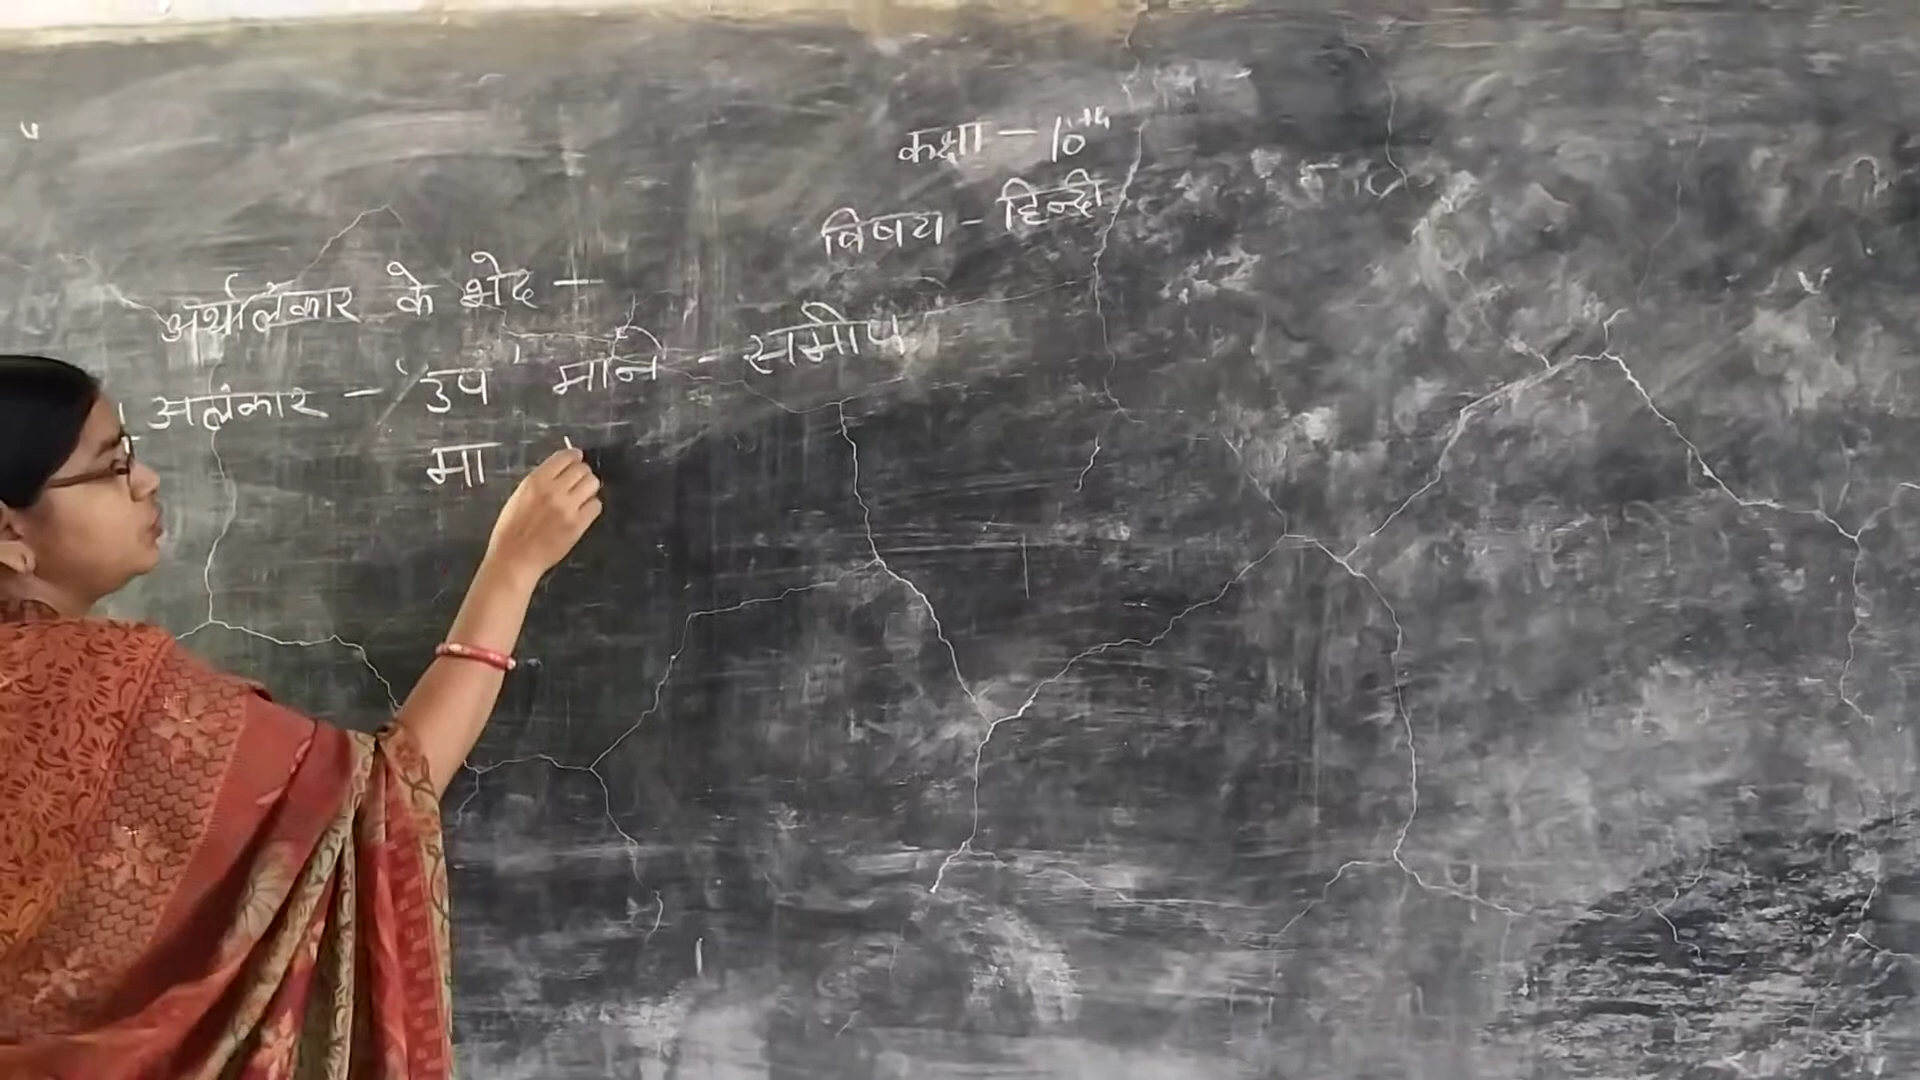 कक्षा - 10th
विषय - हिन्दी
अर्थालंकार के भेद -
अलंकार - 'उप' माने - समीप
मा